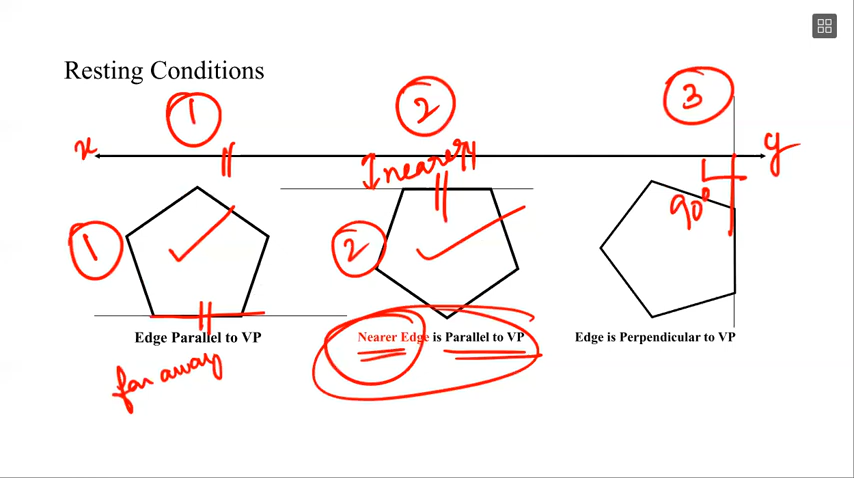 Resting Conditions
1
2
3
x
y
nearer
90°
1
2
Edge Parallel to VP
Nearer Edge is Parallel to VP
Edge is Perpendicular to VP
far away